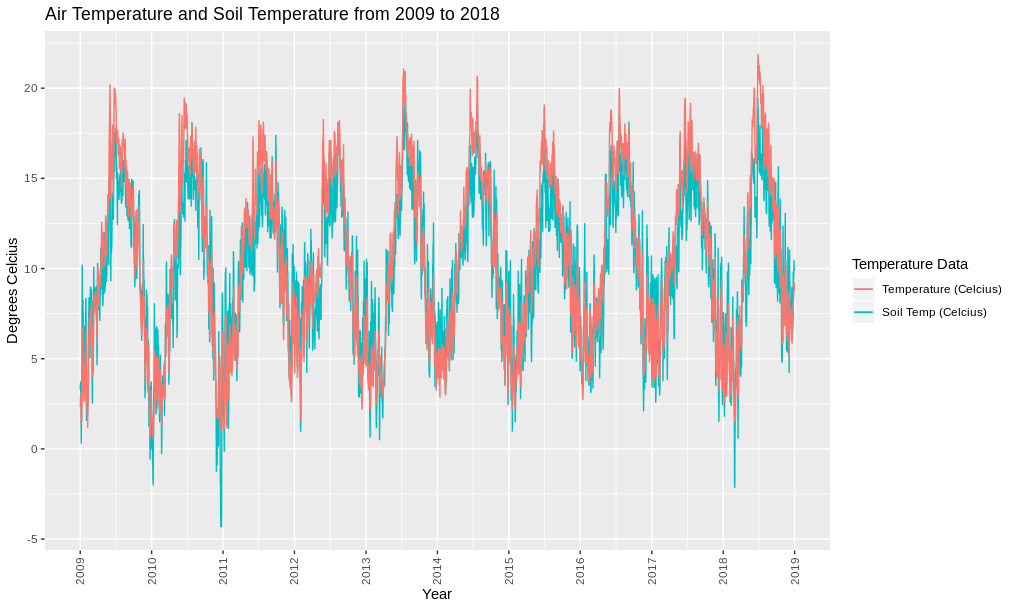 Air Temperature and Soil Temperature from 2009 to 2018
Degrees Celcius
20
15
10
5
0
-5
2009
2010
2011
2012
2013
2014
2015
2016
2017
2018
2019
Year
Temperature Data
Temperature (Celcius)
Soil Temp (Celcius)